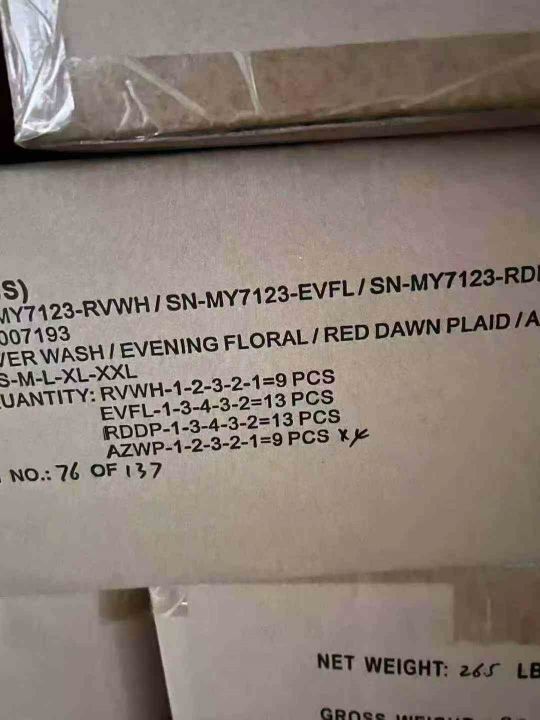 S)
MY7123-RVWH / SN-MY7123-EVFL / SN-MY7123-RD
007193
ER WASH / EVENING FLORAL / RED DAWN PLAID / A
S-M-L-XL-XXL
UANTITY: RVWH-1-2-3-2-1=9 PCS
EVFL-1-3-4-3-2=13 PCS
RDDP-1-3-4-3-2=13 PCS
AZWP-1-2-3-2-1=9 PCS
NO.: 76 OF 137
NET WEIGHT: 265 LB
GROSS